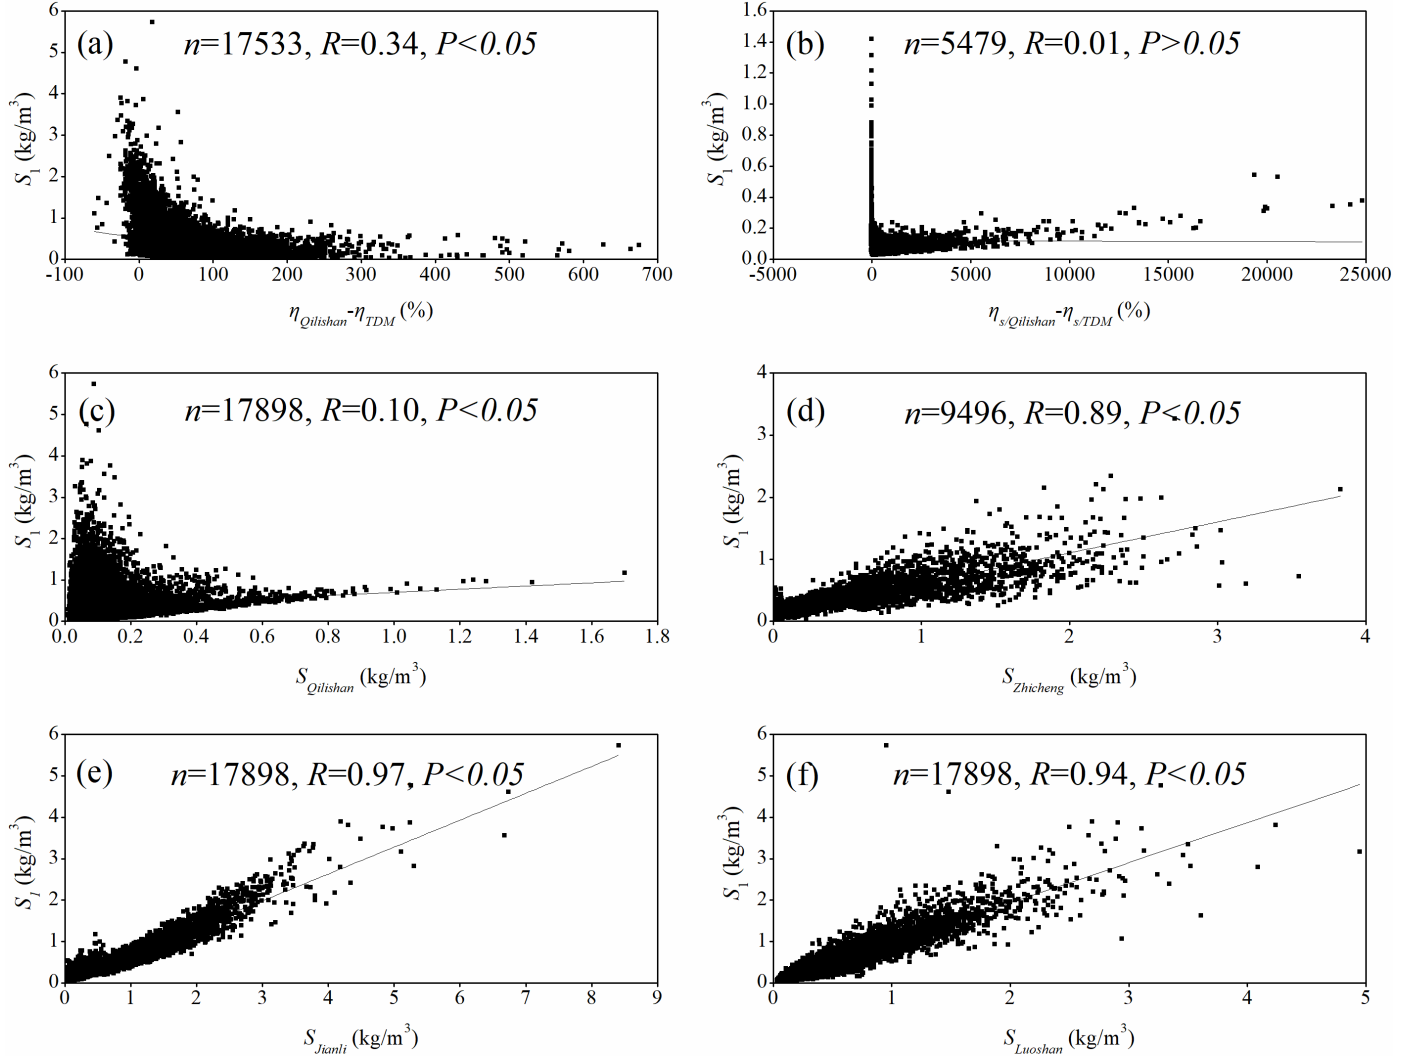 (a) n=17533, R=0.34, P<0.05
S1 (kg/m3)
6
5
4
3
2
1
0
-100 0 100 200 300 400 500 600 700
ηQilishan-ηTDM (%)
(b) n=5479, R=0.01, P>0.05
S1 (kg/m3)
1.6
1.4
1.2
1.0
0.8
0.6
0.4
0.2
0.0
-5000 0 5000 10000 15000 20000 25000
ηs/Qilishan-ηs/TDM (%)
(c) n=17898, R=0.10, P<0.05
S1 (kg/m3)
6
5
4
3
2
1
0
0.0 0.2 0.4 0.6 0.8 1.0 1.2 1.4 1.6 1.8
SQilishan (kg/m3)
(d) n=9496, R=0.89, P<0.05
S1 (kg/m3)
4
3
2
1
0
0 1 2 3 4
SZhicheng (kg/m3)
(e) n=17898, R=0.97, P<0.05
S1 (kg/m3)
6
5
4
3
2
1
0
0 1 2 3 4 5 6 7 8 9
SJianli (kg/m3)
(f) n=17898, R=0.94, P<0.05
S1 (kg/m3)
6
5
4
3
2
1
0
0 1 2 3 4 5
SLuoshan (kg/m3)